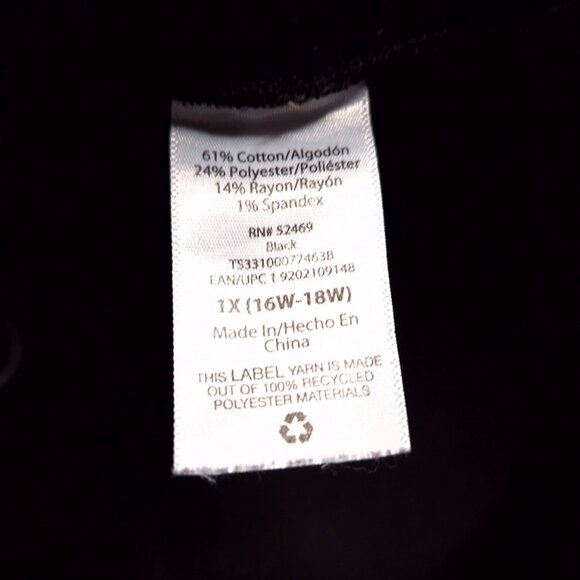 61% Cotton/Algodón
24% Polyester/Poliéster
14% Rayon/Rayón
1% Spandex
RN# 52469
Black
TS33100077463B
EAN/UPC 1 9202109148
1X (16W-18W)
Made In/Hecho En
China
THIS LABEL YARN IS MADE
OUT OF 100% RECYCLED
POLYESTER MATERIALS